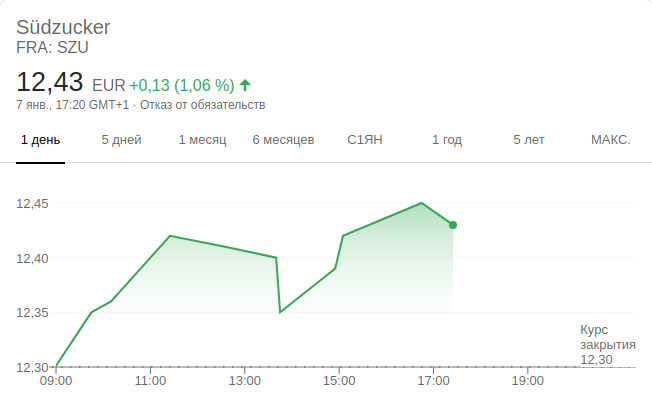 Südzucker
FRA: SZU
12,43 EUR +0,13 (1,06 %)
7 янв., 17:20 GMT+1 · Отказ от обязательств
1 день 5 дней 1 месяц 6 месяцев С1ЯН 1 год 5 лет МАКС.
12,45
12,40
12,35
12,30
Курс
закрытия
12,30
09:00 11:00 13:00 15:00 17:00 19:00